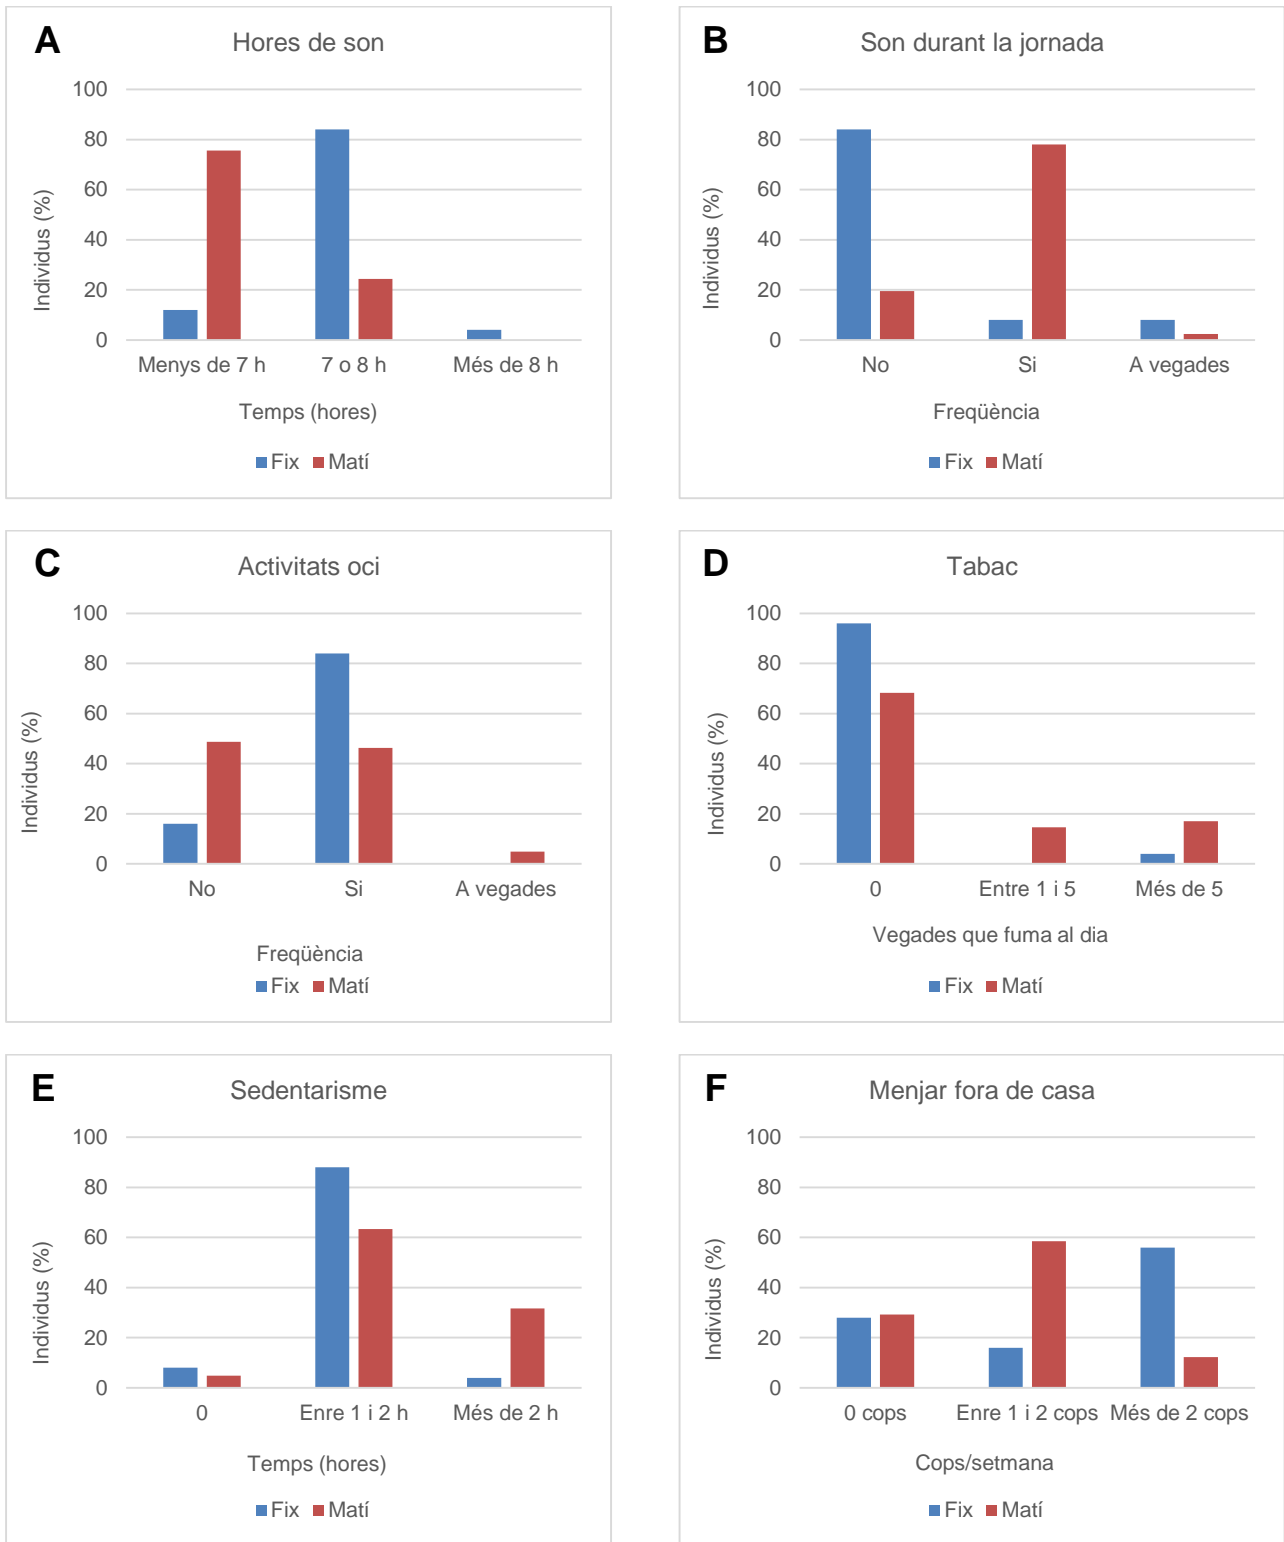 A
Hores de son
100
80
60
40
20
0
Individus (%)
Menys de 7 h
7 o 8 h
Més de 8 h
Temps (hores)
Fix Matí
B
Son durant la jornada
100
80
60
40
20
0
Individus (%)
No
Si
A vegades
Freqüència
Fix Matí
C
Activitats oci
100
80
60
40
20
0
Individus (%)
No
Si
A vegades
Freqüència
Fix Matí
D
Tabac
100
80
60
40
20
0
Individus (%)
0
Entre 1 i 5
Més de 5
Vegades que fuma al dia
Fix Matí
E
Sedentarisme
100
80
60
40
20
0
Individus (%)
0
Enre 1 i 2 h
Més de 2 h
Temps (hores)
Fix Matí
F
Menjar fora de casa
100
80
60
40
20
0
Individus (%)
0 cops
Enre 1 i 2 cops
Més de 2 cops
Cops/setmana
Fix Matí